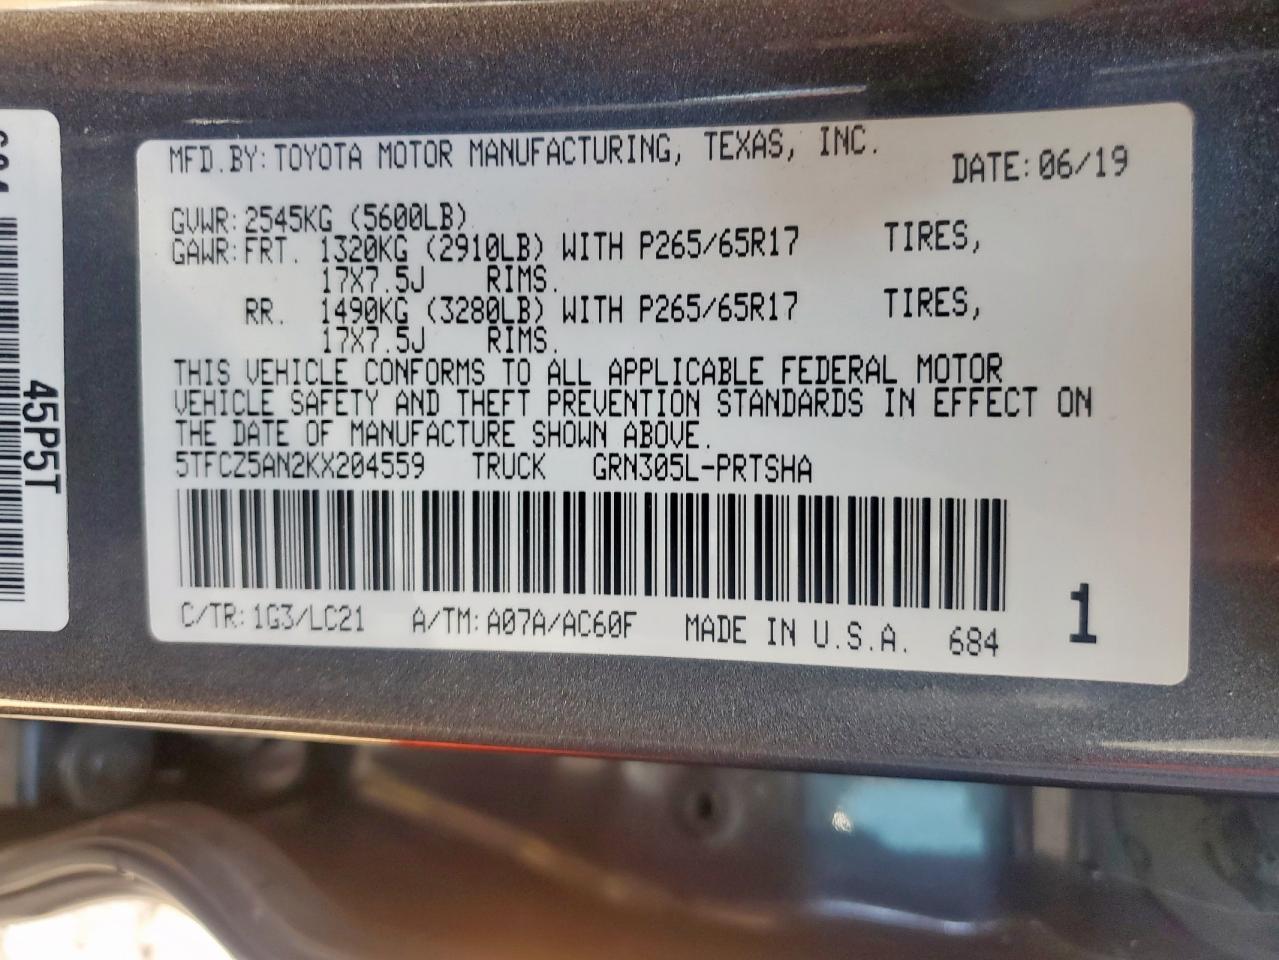 MFD.BY: TOYOTA MOTOR MANUFACTURING, TEXAS, INC.
DATE: 06/19
GVWR: 2545KG (5600LB)
GAWR: FRT. 1320KG (2910LB) WITH P265/65R17 TIRES,
17X7.5J RIMS.
RR. 1490KG (3280LB) WITH P265/65R17 TIRES,
17X7.5J RIMS.
THIS VEHICLE CONFORMS TO ALL APPLICABLE FEDERAL MOTOR
VEHICLE SAFETY AND THEFT PREVENTION STANDARDS IN EFFECT ON
THE DATE OF MANUFACTURE SHOWN ABOVE.
5TFCZ5AN2KX204559 TRUCK GRN305L-PRTSHA
C/TR: 1G3/LC21 A/TM: A07A/AC60F MADE IN U.S.A. 684
1
45P5T